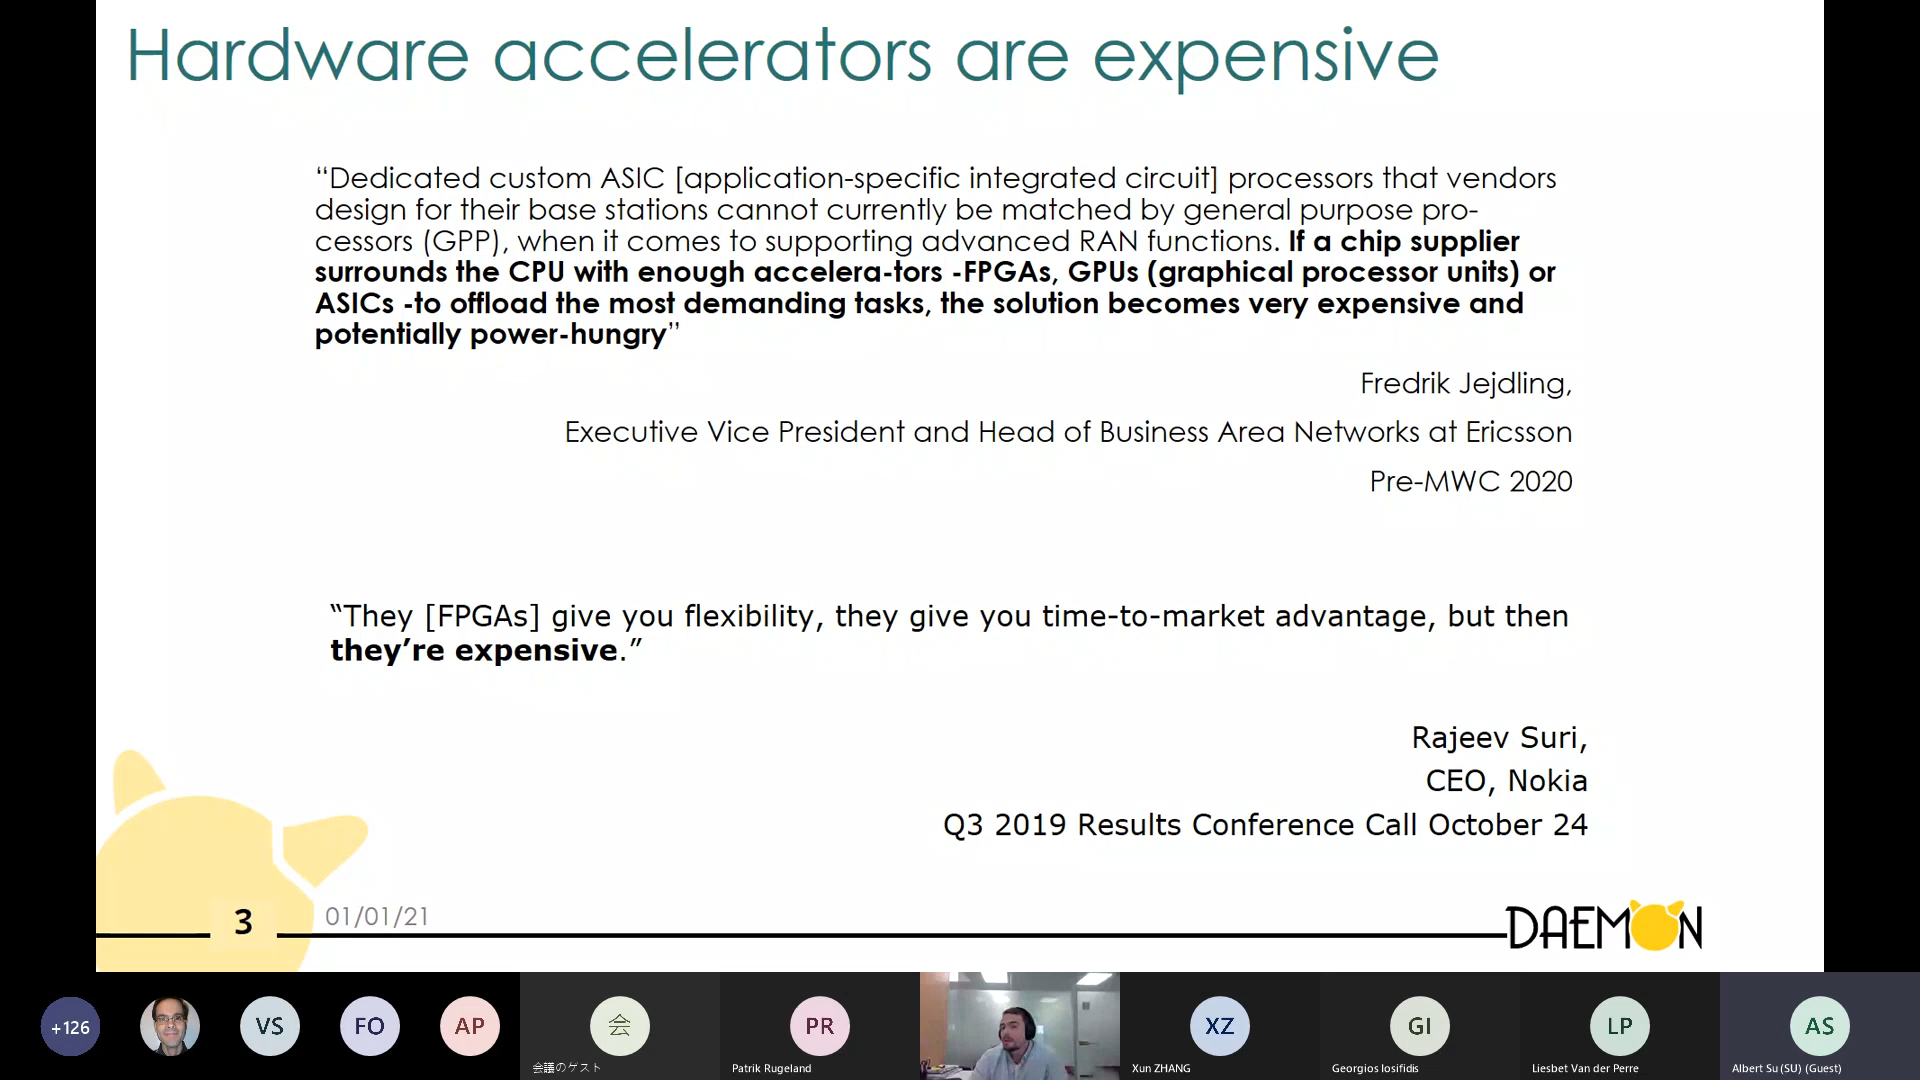 Hardware accelerators are expensive
“Dedicated custom ASIC [application-specific integrated circuit] processors that vendors
design for their base stations cannot currently be matched by general purpose pro-
cessors (GPP), when it comes to supporting advanced RAN functions. If a chip supplier
surrounds the CPU with enough accelera-tors -FPGAs, GPUs (graphical processor units) or
ASICs -to offload the most demanding tasks, the solution becomes very expensive and
potentially power-hungry”
Fredrik Jejdling,
Executive Vice President and Head of Business Area Networks at Ericsson
Pre-MWC 2020
“They [FPGAs] give you flexibility, they give you time-to-market advantage, but then
they’re expensive.”
Rajeev Suri,
CEO, Nokia
Q3 2019 Results Conference Call October 24
3
01/01/21
DAEMON
+126
VS
FO
AP
会
会議のゲスト
PR
Patrik Rugeland
XZ
Xun ZHANG
GI
Georgios Iosifidis
LP
Liesbet Van der Perre
AS
Albert Su (SU) (Guest)